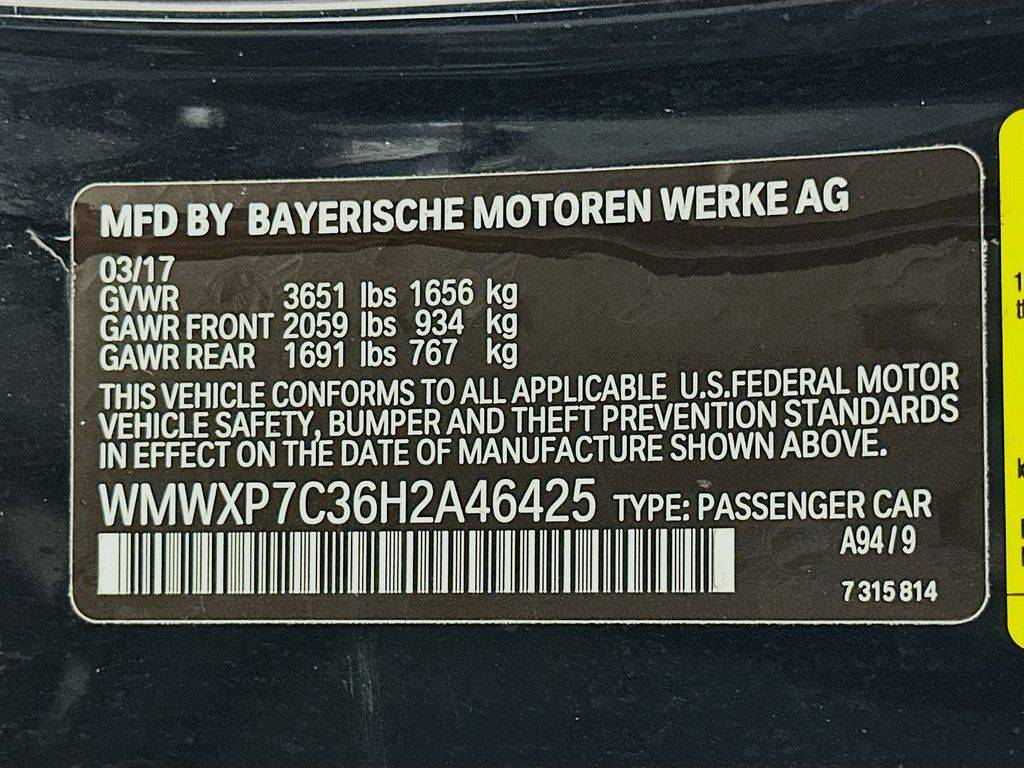 MFD BY BAYERISCHE MOTOREN WERKE AG
03/17
GVWR 3651 lbs 1656 kg
GAWR FRONT 2059 lbs 934 kg
GAWR REAR 1691 lbs 767 kg
THIS VEHICLE CONFORMS TO ALL APPLICABLE U.S.FEDERAL MOTOR
VEHICLE SAFETY, BUMPER AND THEFT PREVENTION STANDARDS
IN EFFECT ON THE DATE OF MANUFACTURE SHOWN ABOVE.
WMWXP7C36H2A46425 TYPE: PASSENGER CAR
A94/9
7 315 814